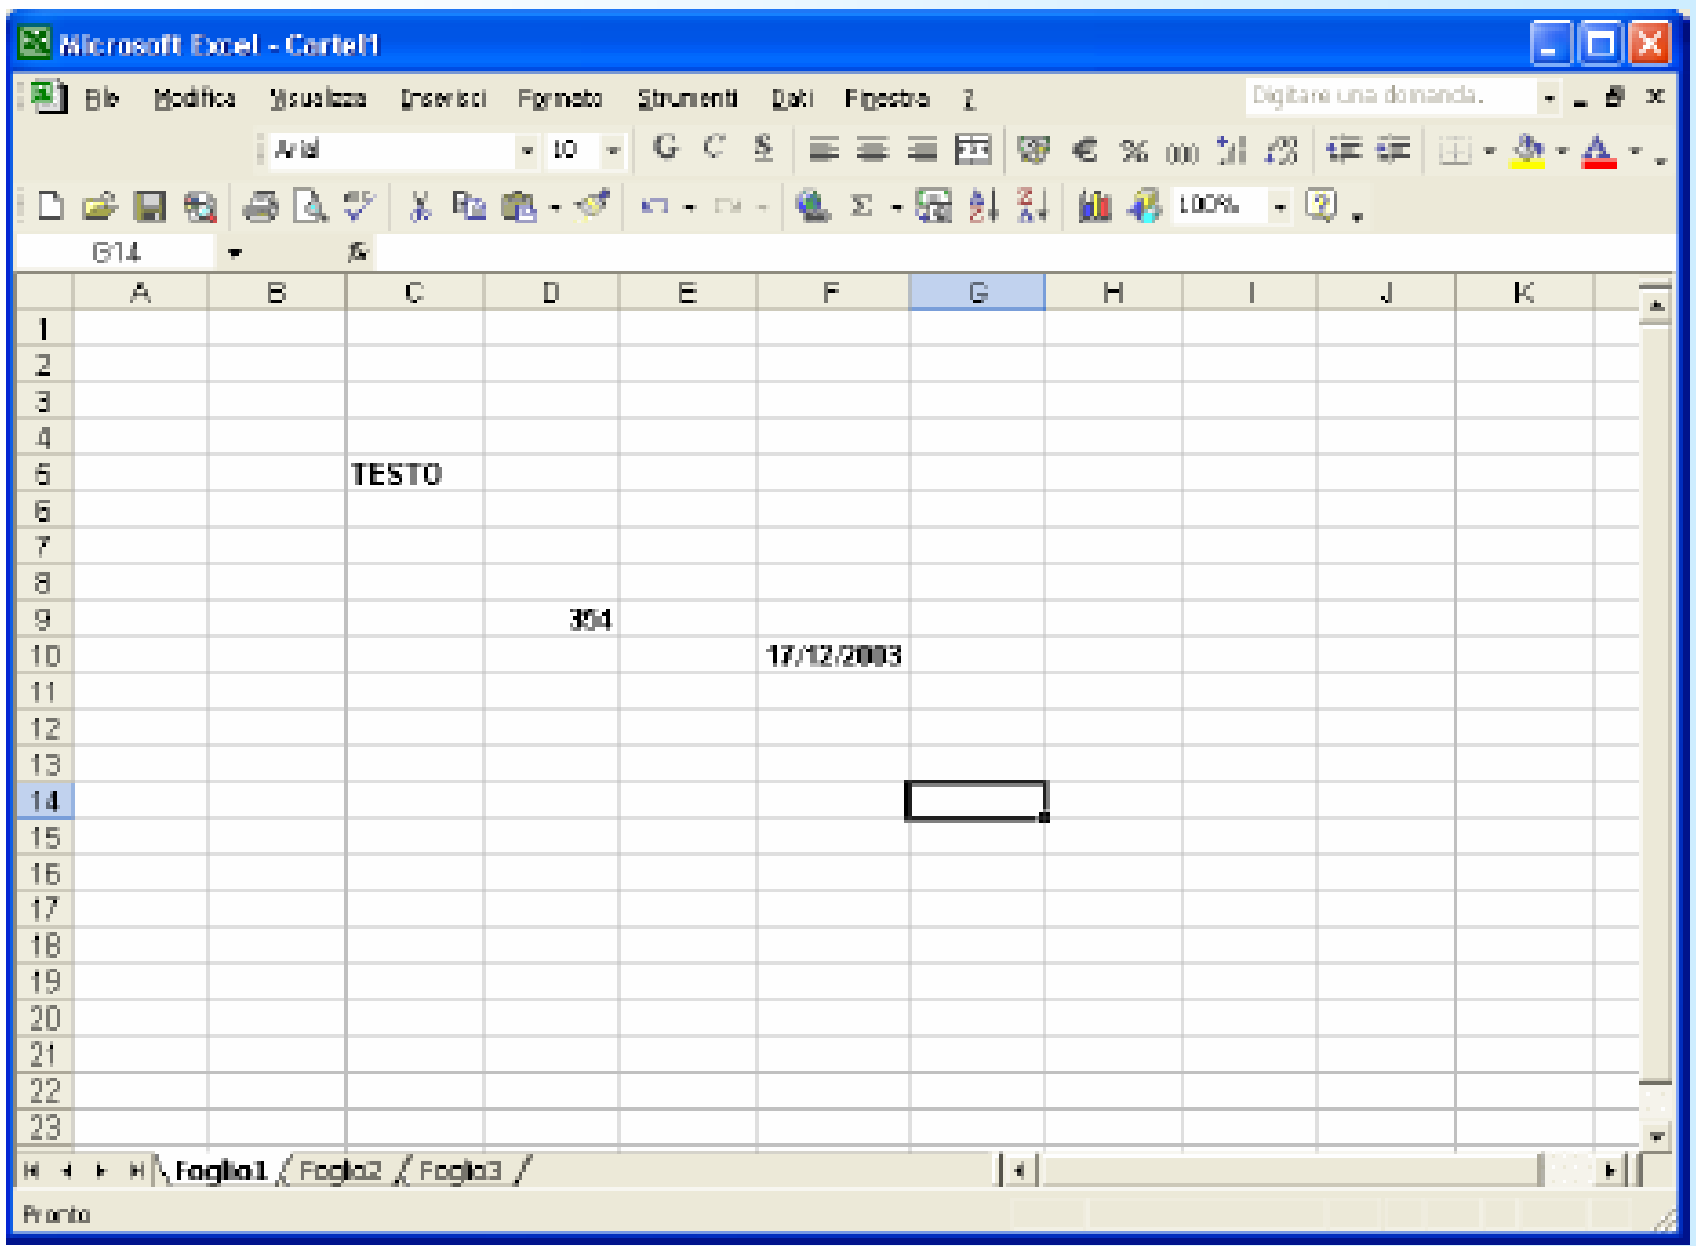 Microsoft Excel - Cartel1
File Modifica Visualizza Inserisci Formato Strumenti Dati Finestra ? Digitare una domanda.
Arial 10 G C S € % 000
100%
G14 fx
A B C D E F G H I J K
1
2
3
4
5 TESTO
6
7
8
9 394
10 17/12/2003
11
12
13
14
15
16
17
18
19
20
21
22
23
Foglio1 Foglio2 Foglio3
Pronto